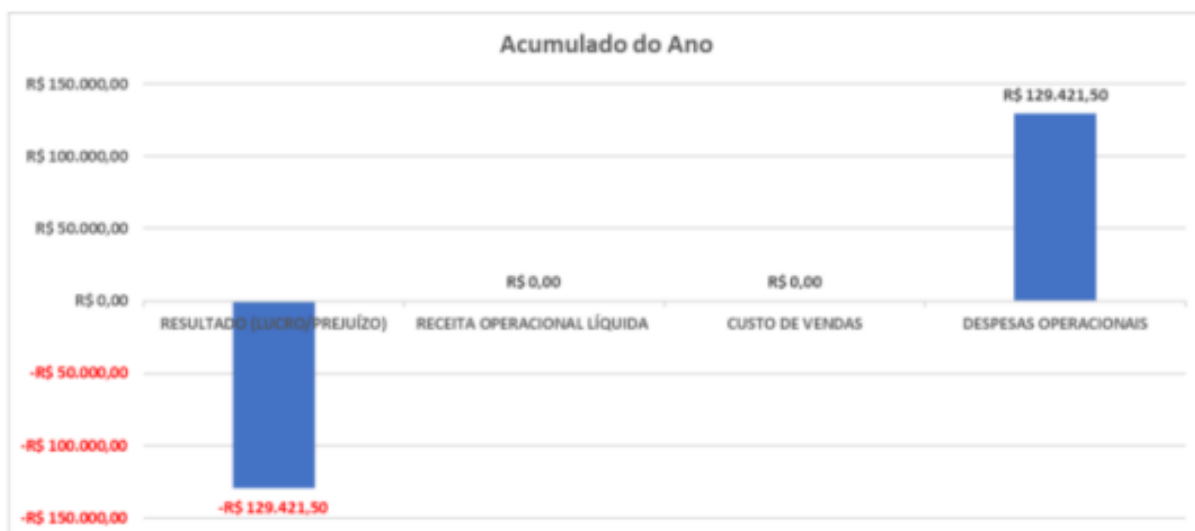 Acumulado do Ano
R$ 150.000,00
R$ 129.421,50
R$ 100.000,00
R$ 50.000,00
R$ 0,00 R$ 0,00
R$ 0,00
RESULTADO (LUCRO/PREJUÍZO) RECEITA OPERACIONAL LÍQUIDA CUSTO DE VENDAS DESPESAS OPERACIONAIS
-R$ 50.000,00
-R$ 100.000,00
-R$ 129.421,50
-R$ 150.000,00